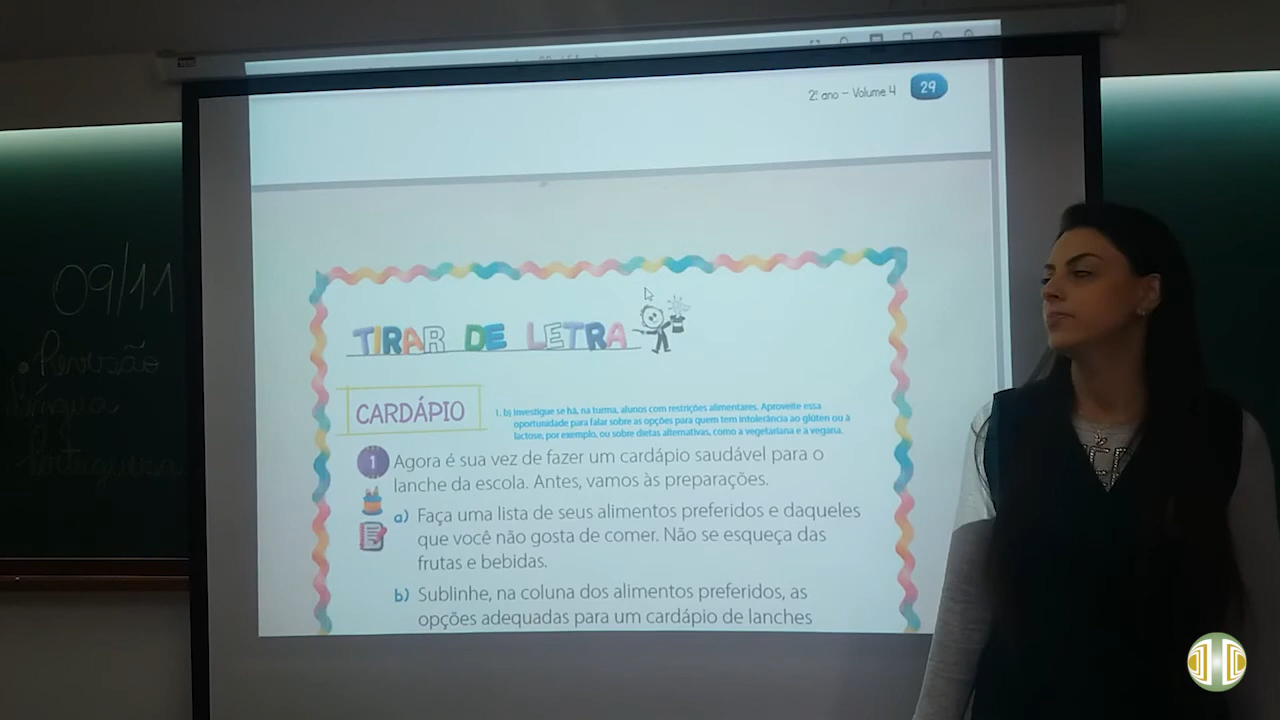 2º. ano – Volume 4 29
TIRAR DE LETRA
CARDÁPIO
1. b) Investigue se há, na turma, alunos com restrições alimentares. Aproveite essa
oportunidade para falar sobre as opções para quem tem intolerância ao glúten ou à
lactose, por exemplo, ou sobre dietas alternativas, como a vegetariana e a vegana.
1 Agora é sua vez de fazer um cardápio saudável para o
lanche da escola. Antes, vamos às preparações.
a) Faça uma lista de seus alimentos preferidos e daqueles
que você não gosta de comer. Não se esqueça das
frutas e bebidas.
b) Sublinhe, na coluna dos alimentos preferidos, as
opções adequadas para um cardápio de lanches
09/11
• Revisão
Língua
Portuguesa